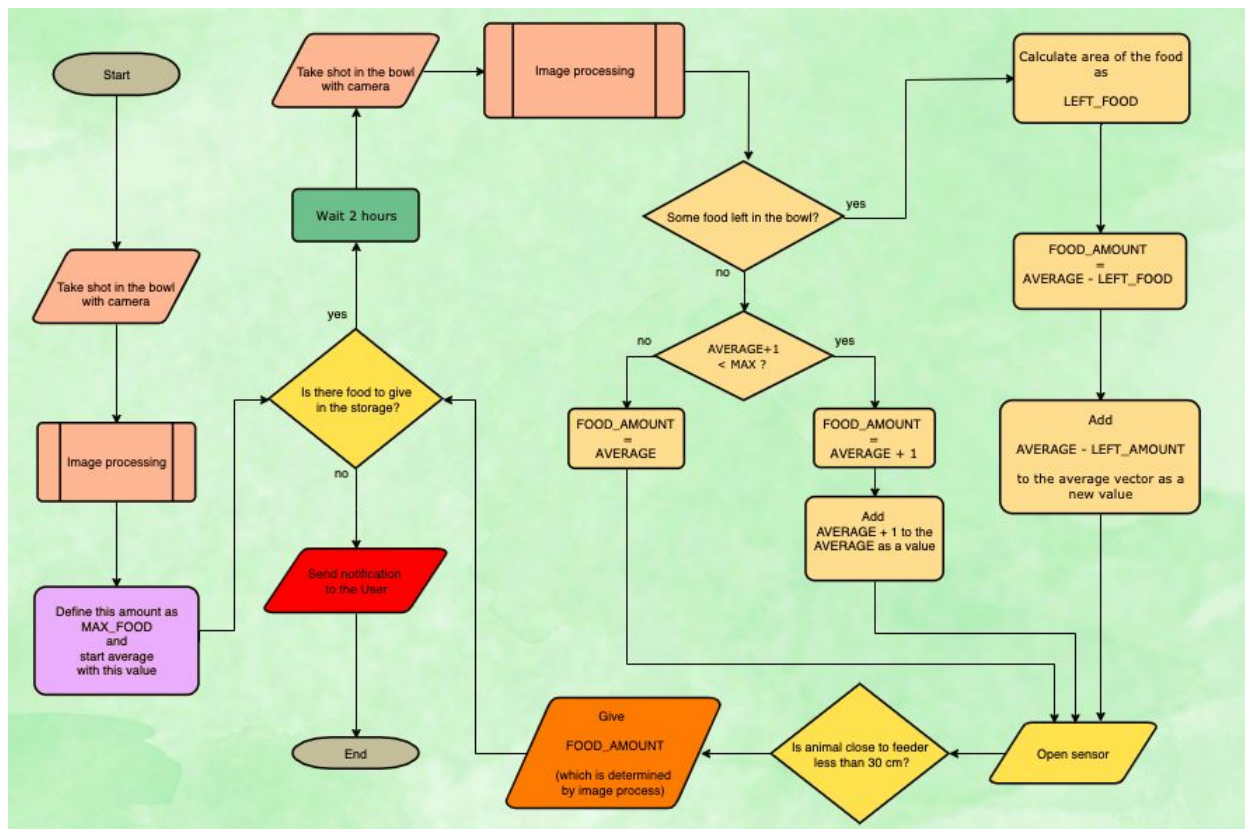 Start
Take shot in the bowl
with camera
Image processing
Define this amount as
MAX_FOOD
and
start average
with this value
Is there food to give
in the storage?
yes
no
Wait 2 hours
Take shot in the bowl
with camera
Image processing
Send notification
to the User
End
Some food left in the bowl?
yes
no
AVERAGE+1
< MAX ?
no
yes
FOOD_AMOUNT
=
AVERAGE
FOOD_AMOUNT
=
AVERAGE + 1
Add
AVERAGE + 1 to the
AVERAGE as a value
Calculate area of the food
as
LEFT_FOOD
FOOD_AMOUNT
=
AVERAGE - LEFT_FOOD
Add
AVERAGE - LEFT_AMOUNT
to the average vector as a
new value
Open sensor
Is animal close to feeder
less than 30 cm?
Give
FOOD_AMOUNT
(which is determined
by image process)